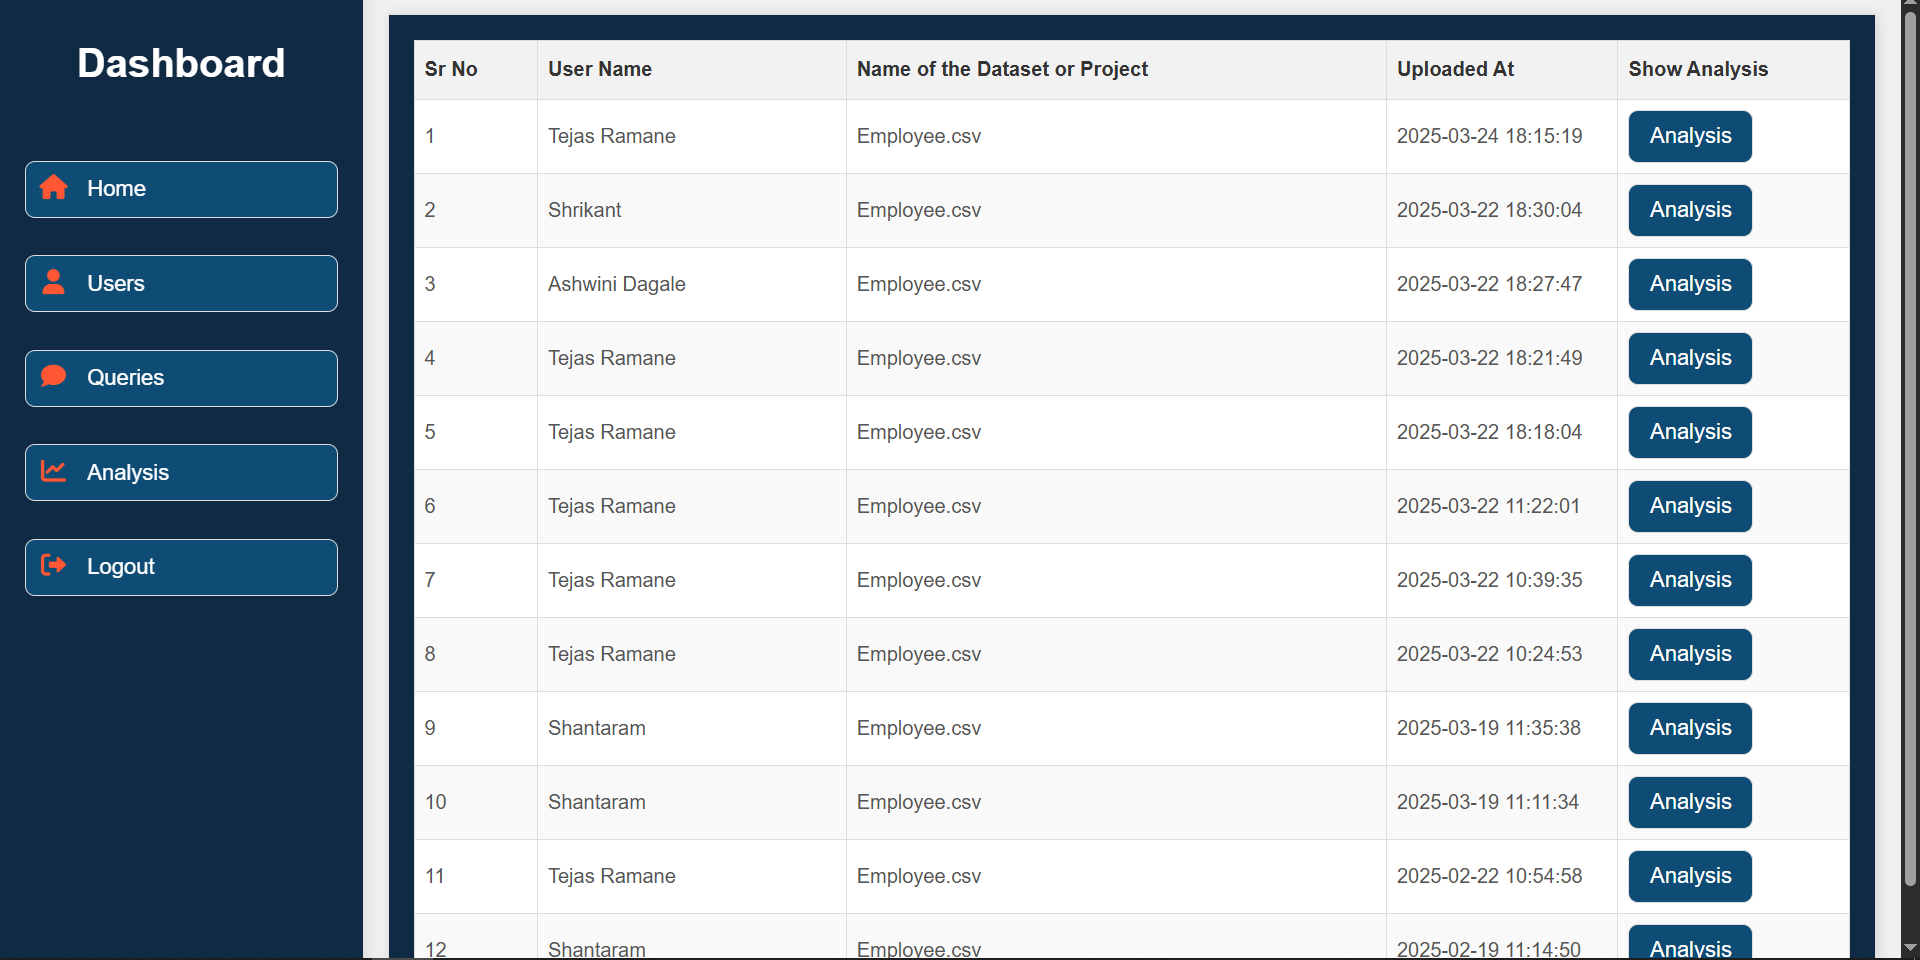 Dashboard
Home
Users
Queries
Analysis
Logout
Sr No User Name Name of the Dataset or Project Uploaded At Show Analysis
1 Tejas Ramane Employee.csv 2025-03-24 18:15:19 Analysis
2 Shrikant Employee.csv 2025-03-22 18:30:04 Analysis
3 Ashwini Dagale Employee.csv 2025-03-22 18:27:47 Analysis
4 Tejas Ramane Employee.csv 2025-03-22 18:21:49 Analysis
5 Tejas Ramane Employee.csv 2025-03-22 18:18:04 Analysis
6 Tejas Ramane Employee.csv 2025-03-22 11:22:01 Analysis
7 Tejas Ramane Employee.csv 2025-03-22 10:39:35 Analysis
8 Tejas Ramane Employee.csv 2025-03-22 10:24:53 Analysis
9 Shantaram Employee.csv 2025-03-19 11:35:38 Analysis
10 Shantaram Employee.csv 2025-03-19 11:11:34 Analysis
11 Tejas Ramane Employee.csv 2025-02-22 10:54:58 Analysis
12 Shantaram Employee.csv 2025-02-19 11:14:50 Analysis